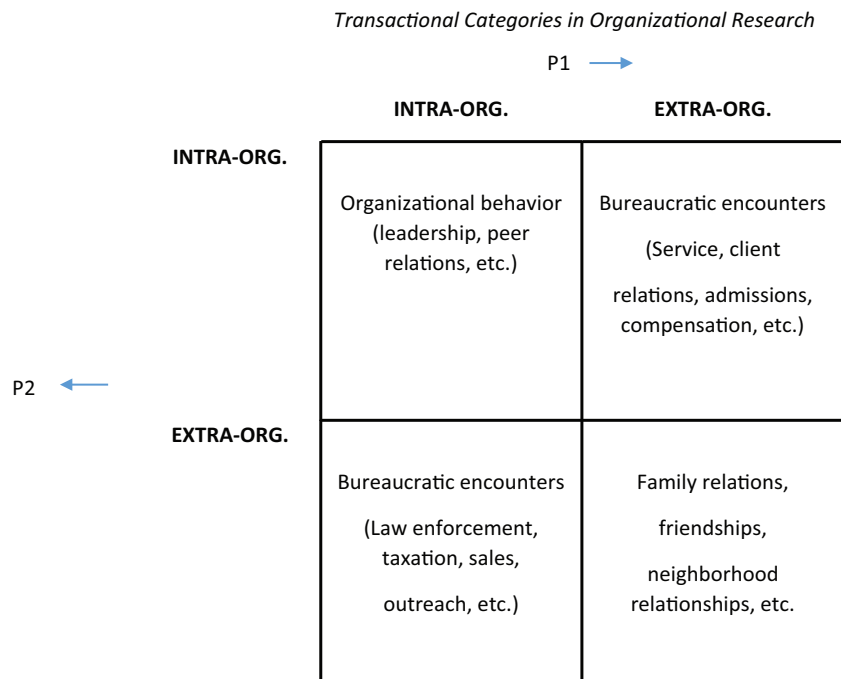 Transactional Categories in Organizational Research
P1
INTRA-ORG.
EXTRA-ORG.
INTRA-ORG.
Organizational behavior
(leadership, peer
relations, etc.)
Bureaucratic encounters
(Service, client
relations, admissions,
compensation, etc.)
P2
EXTRA-ORG.
Bureaucratic encounters
(Law enforcement,
taxation, sales,
outreach, etc.)
Family relations,
friendships,
neighborhood
relationships, etc.